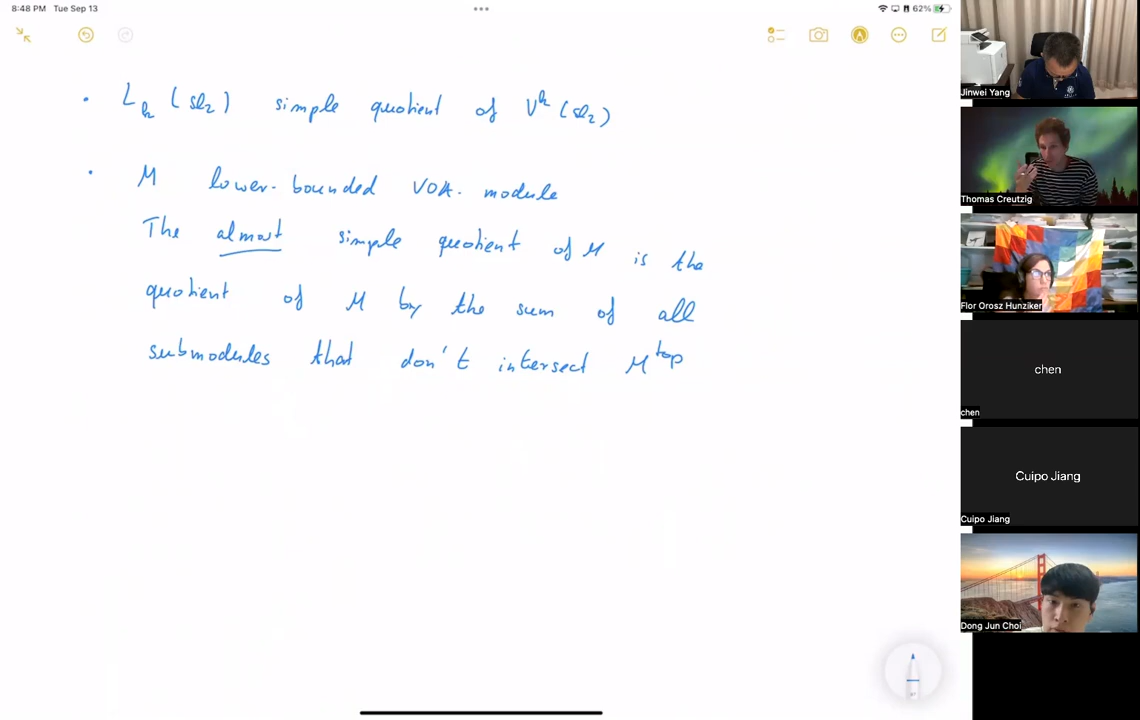 8:48 PM Tue Sep 13
62%
• L_k (sl_2) simple quotient of V^k (sl_2)
• M lower-bounded VOA-module
The almost simple quotient of M is the
quotient of M by the sum of all
submodules that don't intersect M^top
Jinwei Yang
Thomas Creutzig
Flor Orosz Hunziker
chen
chen
Cuipo Jiang
Cuipo Jiang
Dong Jun Choi